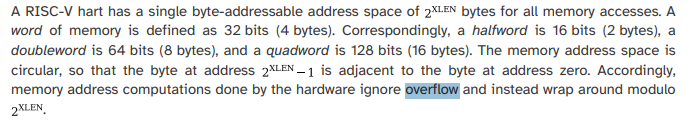 A RISC-V hart has a single byte-addressable address space of 2^XLEN bytes for all memory accesses. A
word of memory is defined as 32 bits (4 bytes). Correspondingly, a halfword is 16 bits (2 bytes), a
doubleword is 64 bits (8 bytes), and a quadword is 128 bits (16 bytes). The memory address space is
circular, so that the byte at address 2^XLEN − 1 is adjacent to the byte at address zero. Accordingly,
memory address computations done by the hardware ignore overflow and instead wrap around modulo
2^XLEN.